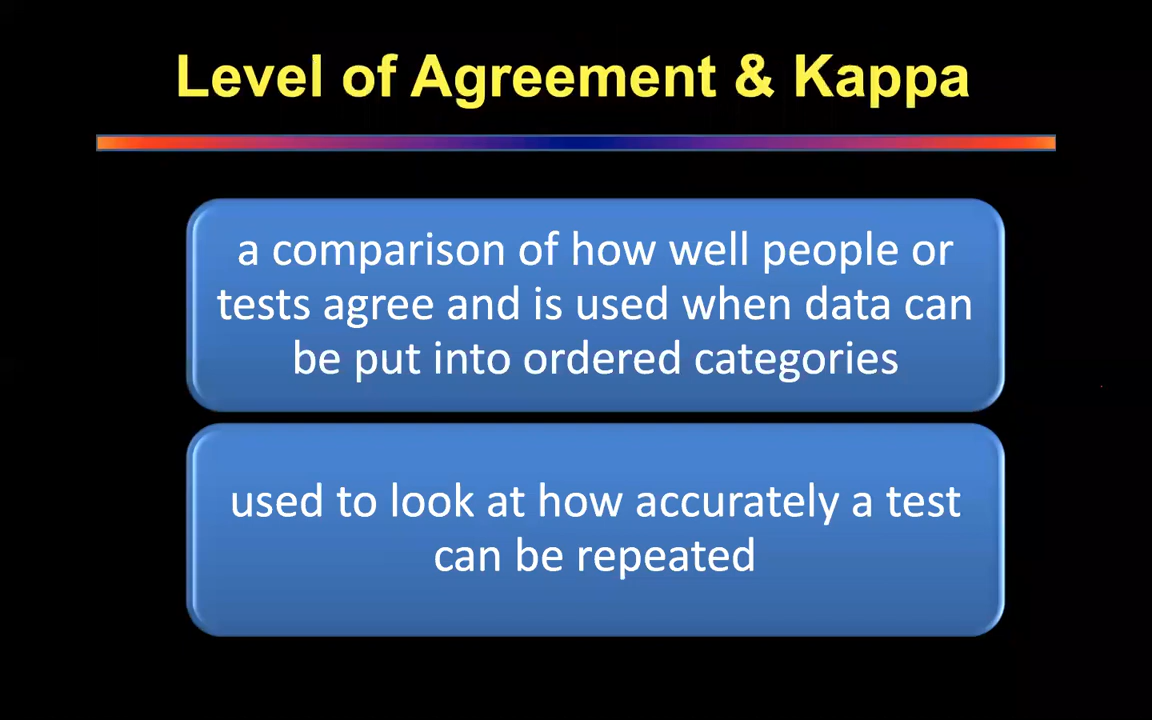 Level of Agreement & Kappa
a comparison of how well people or
tests agree and is used when data can
be put into ordered categories
used to look at how accurately a test
can be repeated